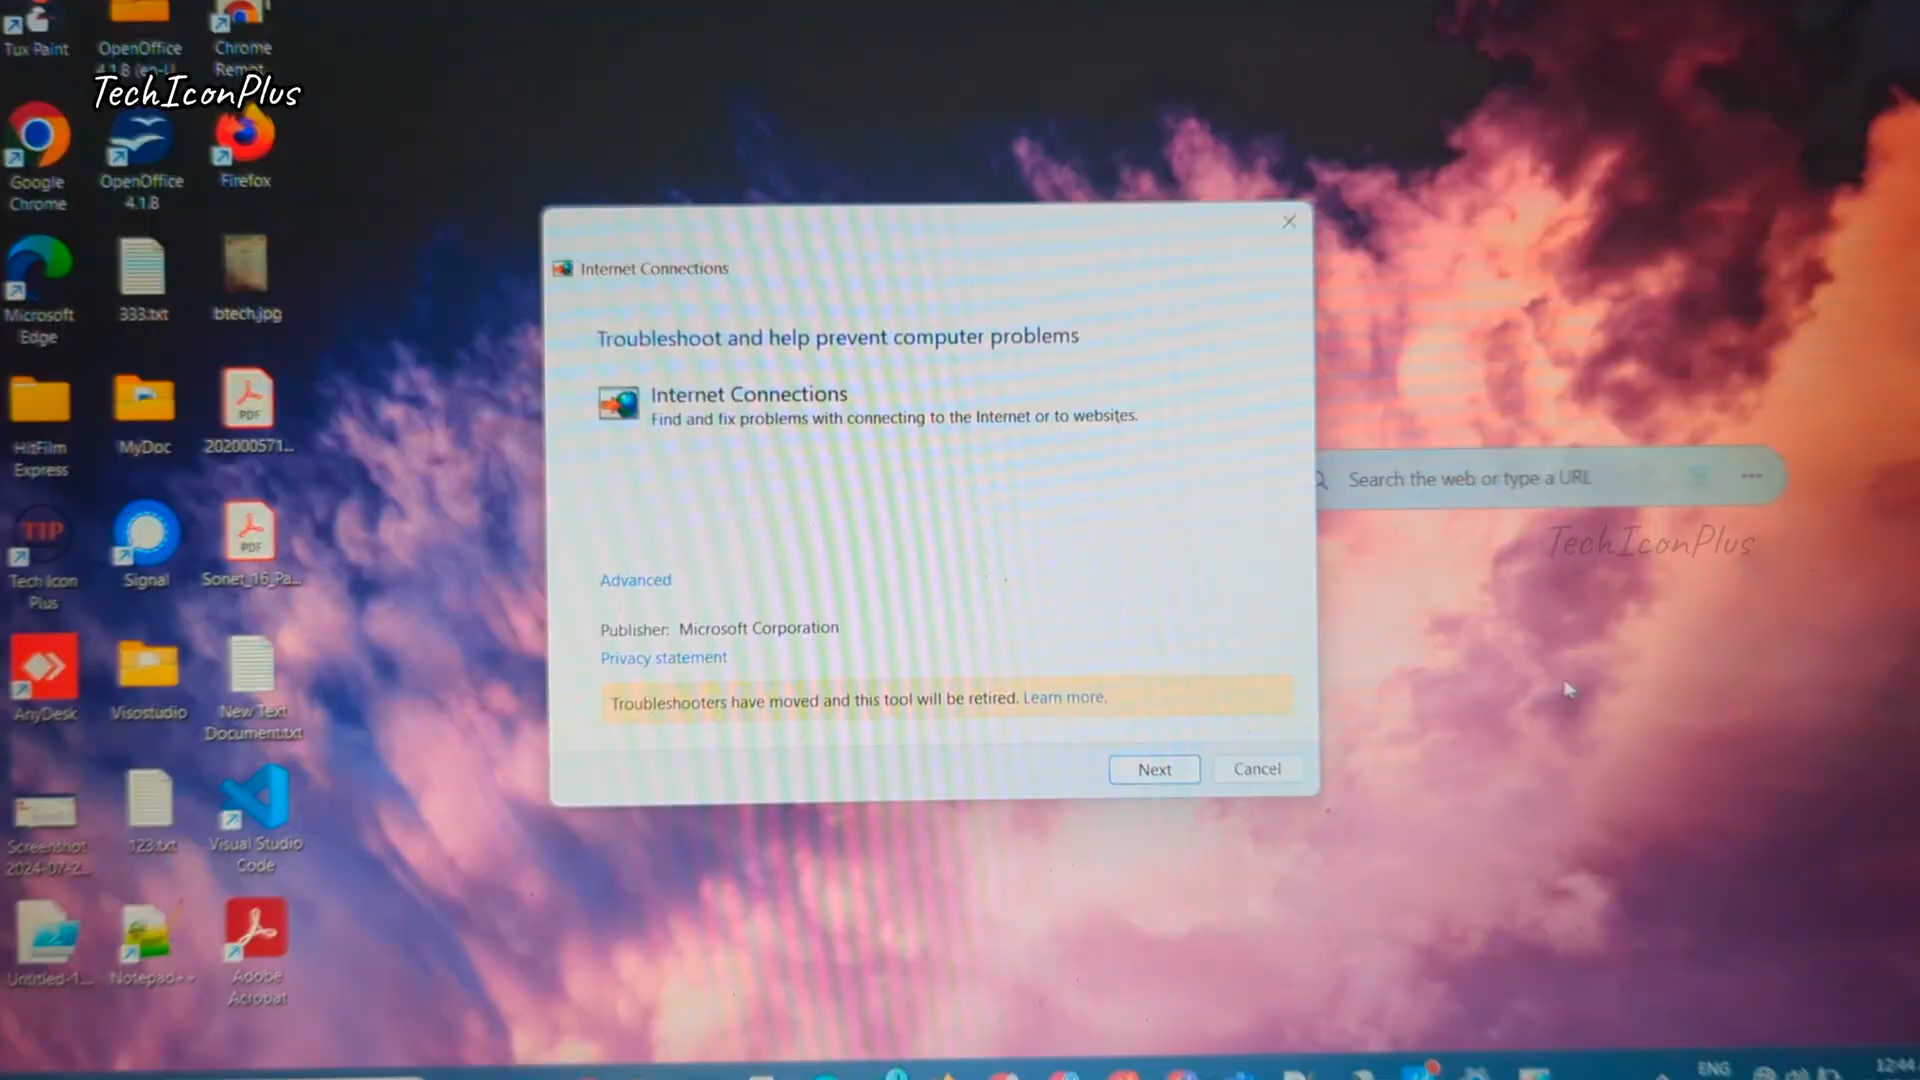 Tux Paint
OpenOffice
4.1.8 (en-U...
Chrome
Remot...
TechIconPlus
Google
Chrome
OpenOffice
4.1.8
Firefox
Microsoft
Edge
333.txt
btech.jpg
HitFilm
Express
MyDoc
PDF
202000571...
TIP
Tech Icon
Plus
Signal
PDF
Sonet_16_Pa...
AnyDesk
Visostudio
New Text
Document.txt
Screenshot
2024-07-2...
123.txt
Visual Studio
Code
Untitled-1...
Notepad++
Adobe
Acrobat
Internet Connections
Troubleshoot and help prevent computer problems
Internet Connections
Find and fix problems with connecting to the Internet or to websites.
Advanced
Publisher: Microsoft Corporation
Privacy statement
Troubleshooters have moved and this tool will be retired. Learn more.
Next
Cancel
Search the web or type a URL
TechIconPlus
ENG
12:44